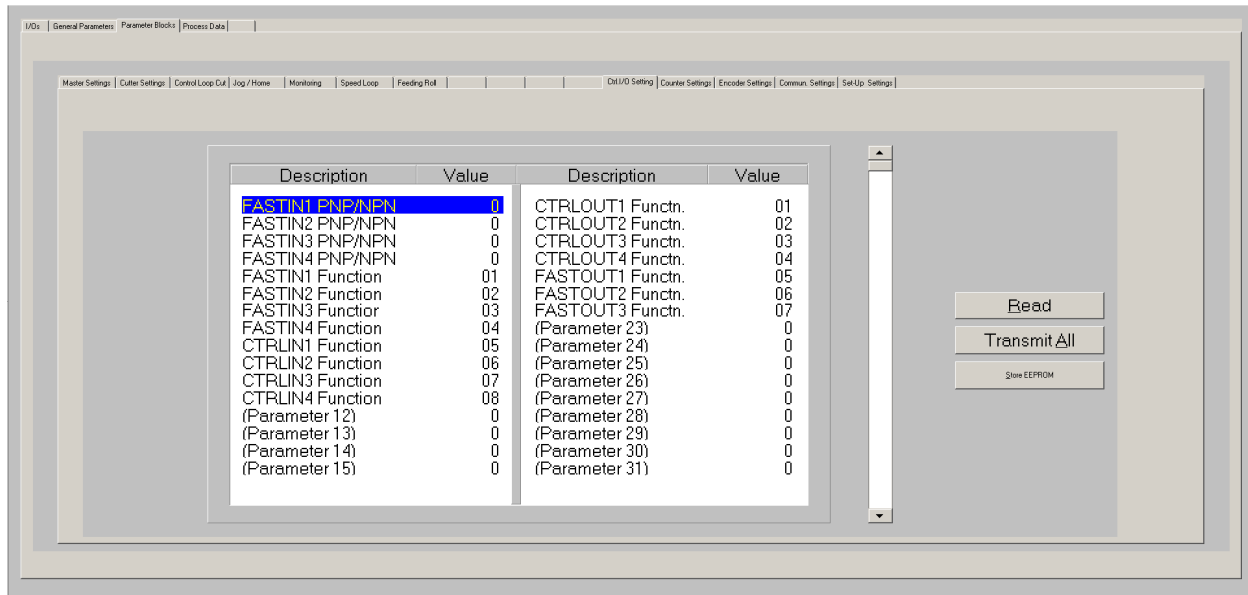 I/Os General Parameters Parameter Blocks Process Data
Master Settings Cutter Settings Control Loop Cut Jog / Home Monitoring Speed Loop Feeding Roll Ctrl.I/O Setting Counter Settings Encoder Settings Commun. Settings Set-Up Settings
Description Value Description Value
FASTIN1 PNP/NPN 0 CTRLOUT1 Functn. 01
FASTIN2 PNP/NPN 0 CTRLOUT2 Functn. 02
FASTIN3 PNP/NPN 0 CTRLOUT3 Functn. 03
FASTIN4 PNP/NPN 0 CTRLOUT4 Functn. 04
FASTIN1 Function 01 FASTOUT1 Functn. 05
FASTIN2 Function 02 FASTOUT2 Functn. 06
FASTIN3 Functior 03 FASTOUT3 Functn. 07
FASTIN4 Function 04 (Parameter 23) 0
CTRLIN1 Function 05 (Parameter 24) 0
CTRLIN2 Function 06 (Parameter 25) 0
CTRLIN3 Function 07 (Parameter 26) 0
CTRLIN4 Function 08 (Parameter 27) 0
(Parameter 12) 0 (Parameter 28) 0
(Parameter 13) 0 (Parameter 29) 0
(Parameter 14) 0 (Parameter 30) 0
(Parameter 15) 0 (Parameter 31) 0
Read
Transmit All
Store EEPROM